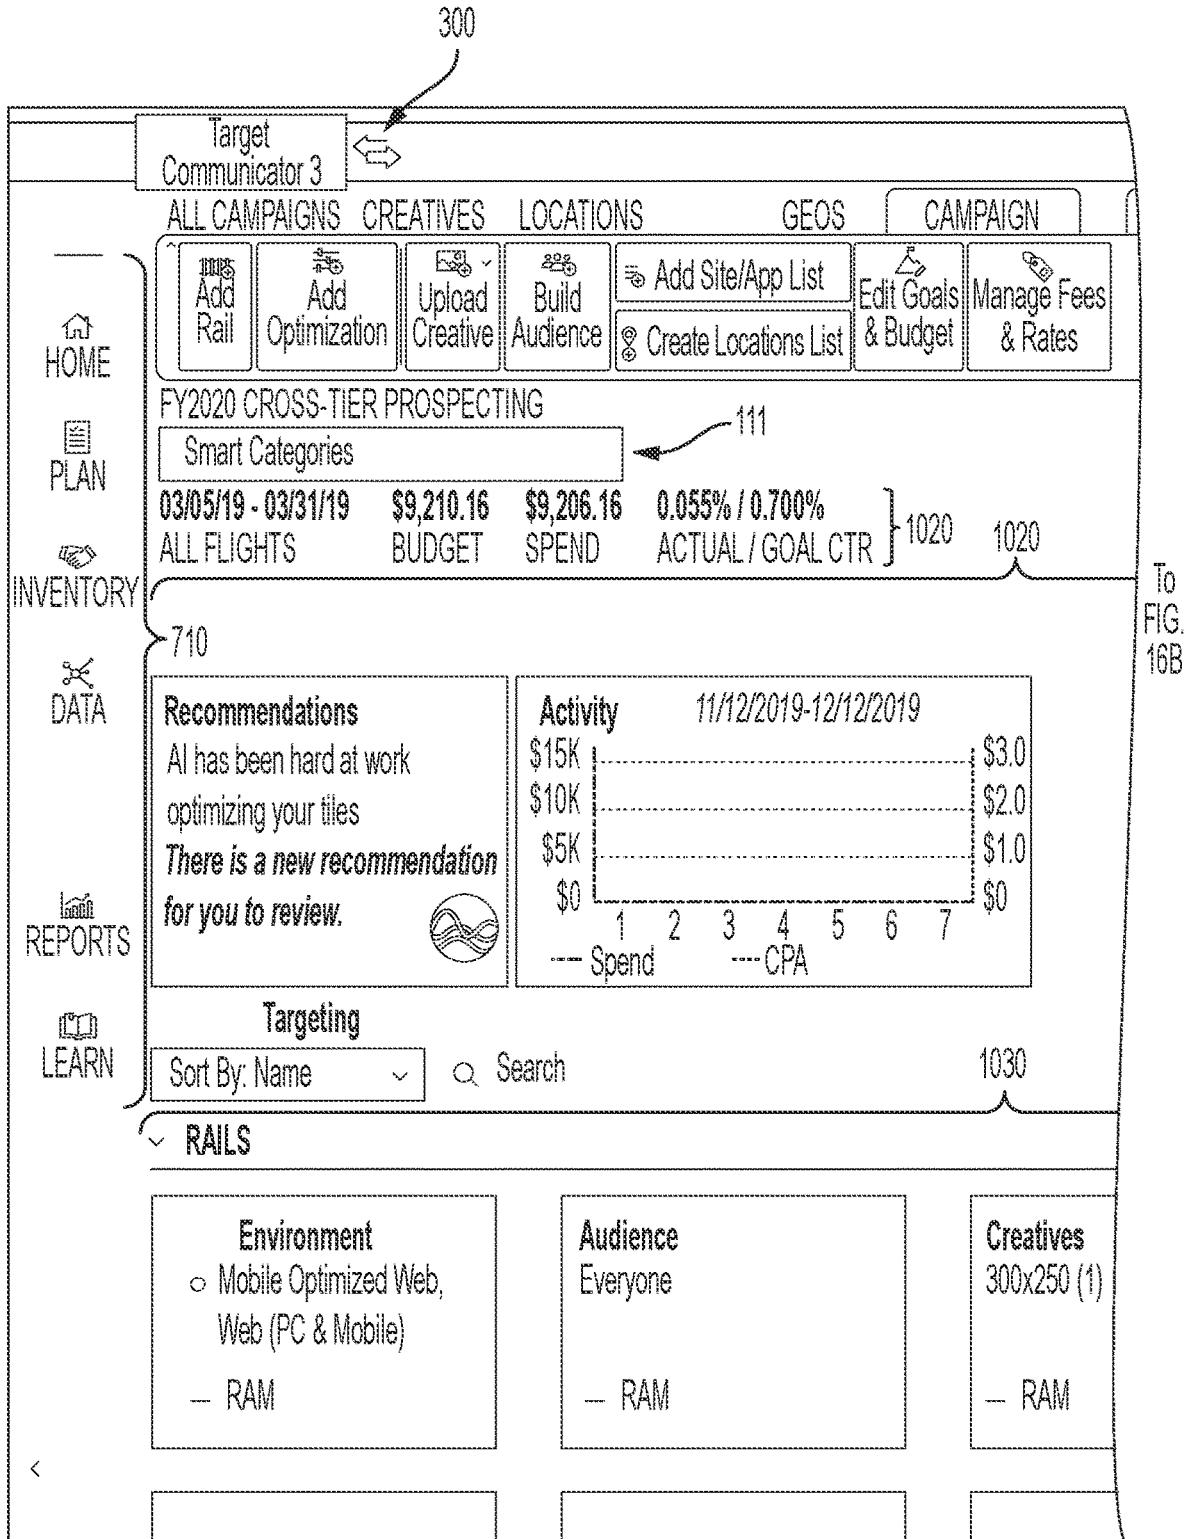 300
Target
Communicator 3
ALL CAMPAIGNS CREATIVES LOCATIONS GEOS CAMPAIGN
Add
Rail
Add
Optimization
Upload
Creative
Build
Audience
Add Site/App List
Create Locations List
Edit Goals
& Budget
Manage Fees
& Rates
HOME
PLAN
INVENTORY
DATA
REPORTS
LEARN
710
FY2020 CROSS-TIER PROSPECTING
Smart Categories
111
03/05/19 - 03/31/19 $9,210.16 $9,206.16 0.055% / 0.700%
ALL FLIGHTS BUDGET SPEND ACTUAL / GOAL CTR
1020
1020
To
FIG.
16B
Recommendations
AI has been hard at work
optimizing your tiles
There is a new recommendation
for you to review.
Activity 11/12/2019-12/12/2019
$15K $3.0
$10K $2.0
$5K $1.0
$0 $0
1 2 3 4 5 6 7
Spend CPA
Targeting
Sort By: Name Search
1030
RAILS
Environment
Mobile Optimized Web,
Web (PC & Mobile)
— RAM
Audience
Everyone
— RAM
Creatives
300x250 (1)
— RAM
<